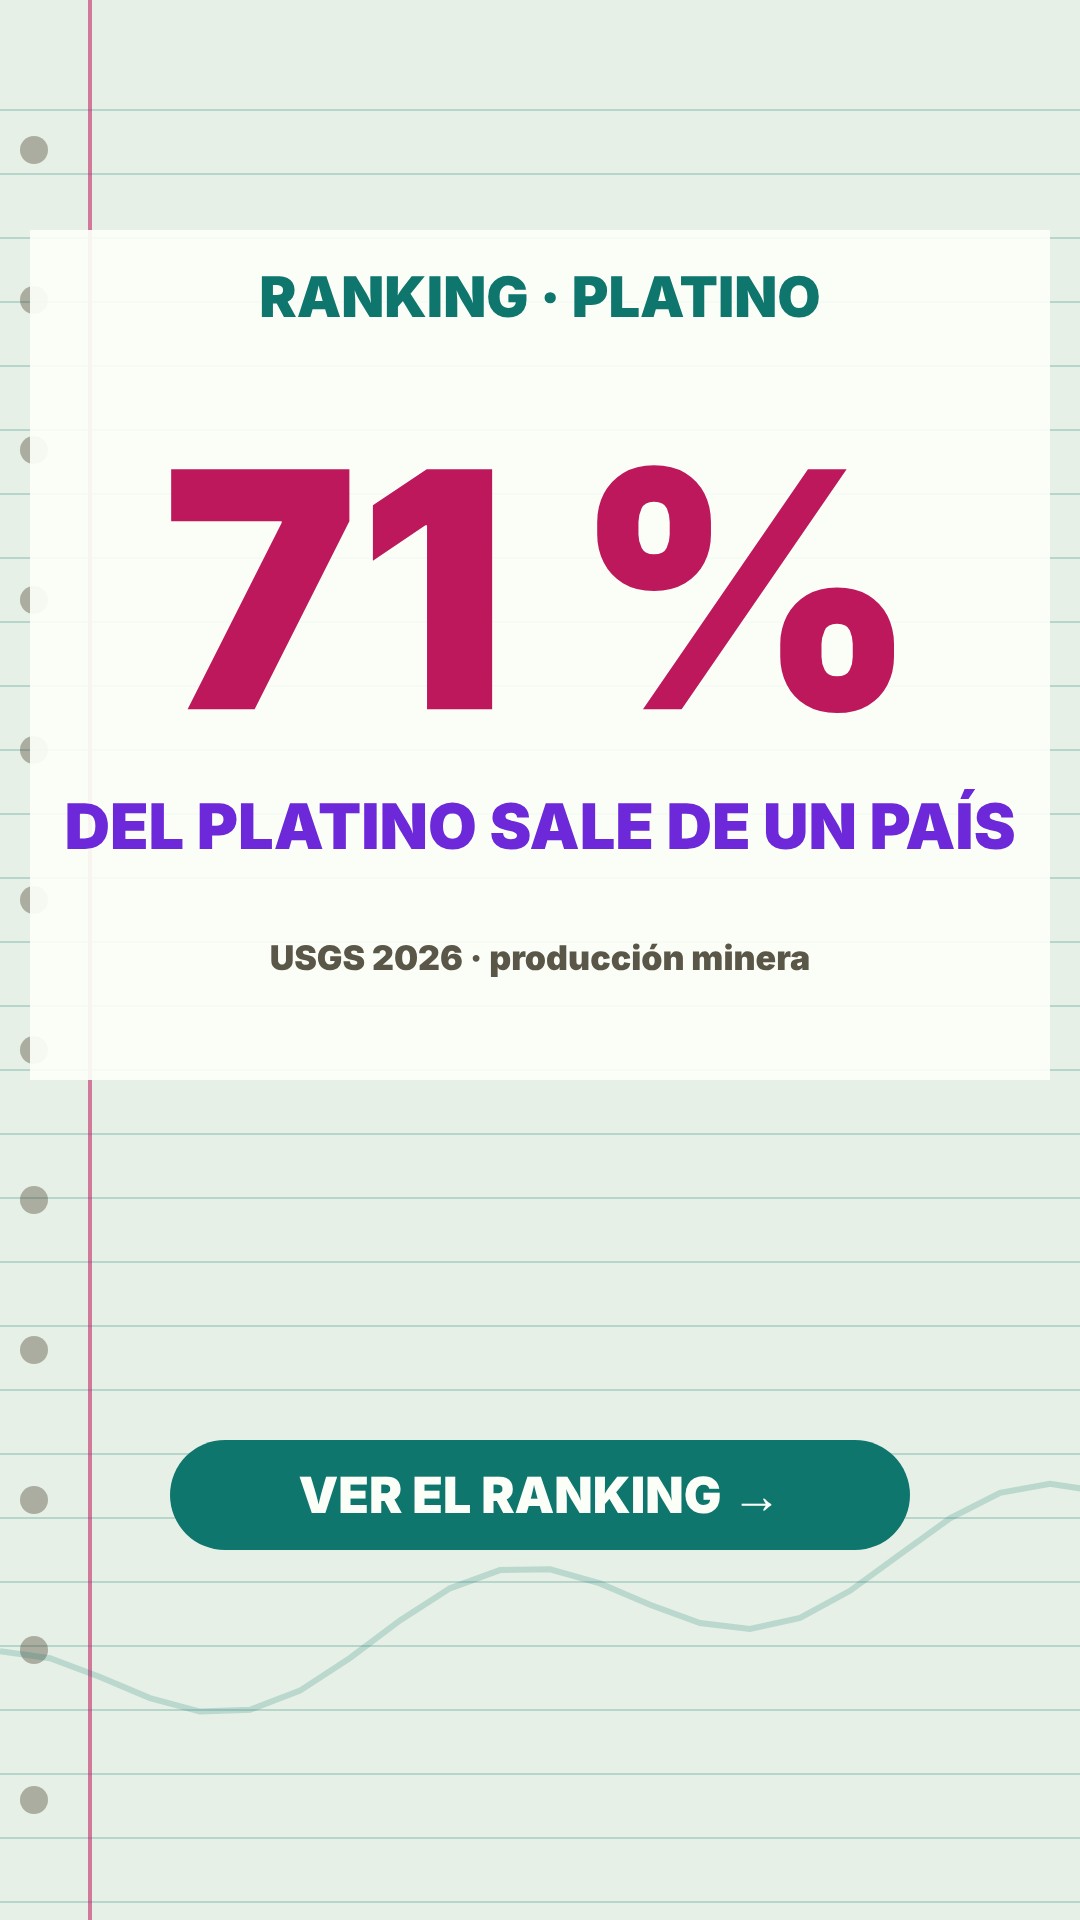 RANKING · PLATINO
71 %
DEL PLATINO SALE DE UN PAÍS
USGS 2026 · producción minera
VER EL RANKING →